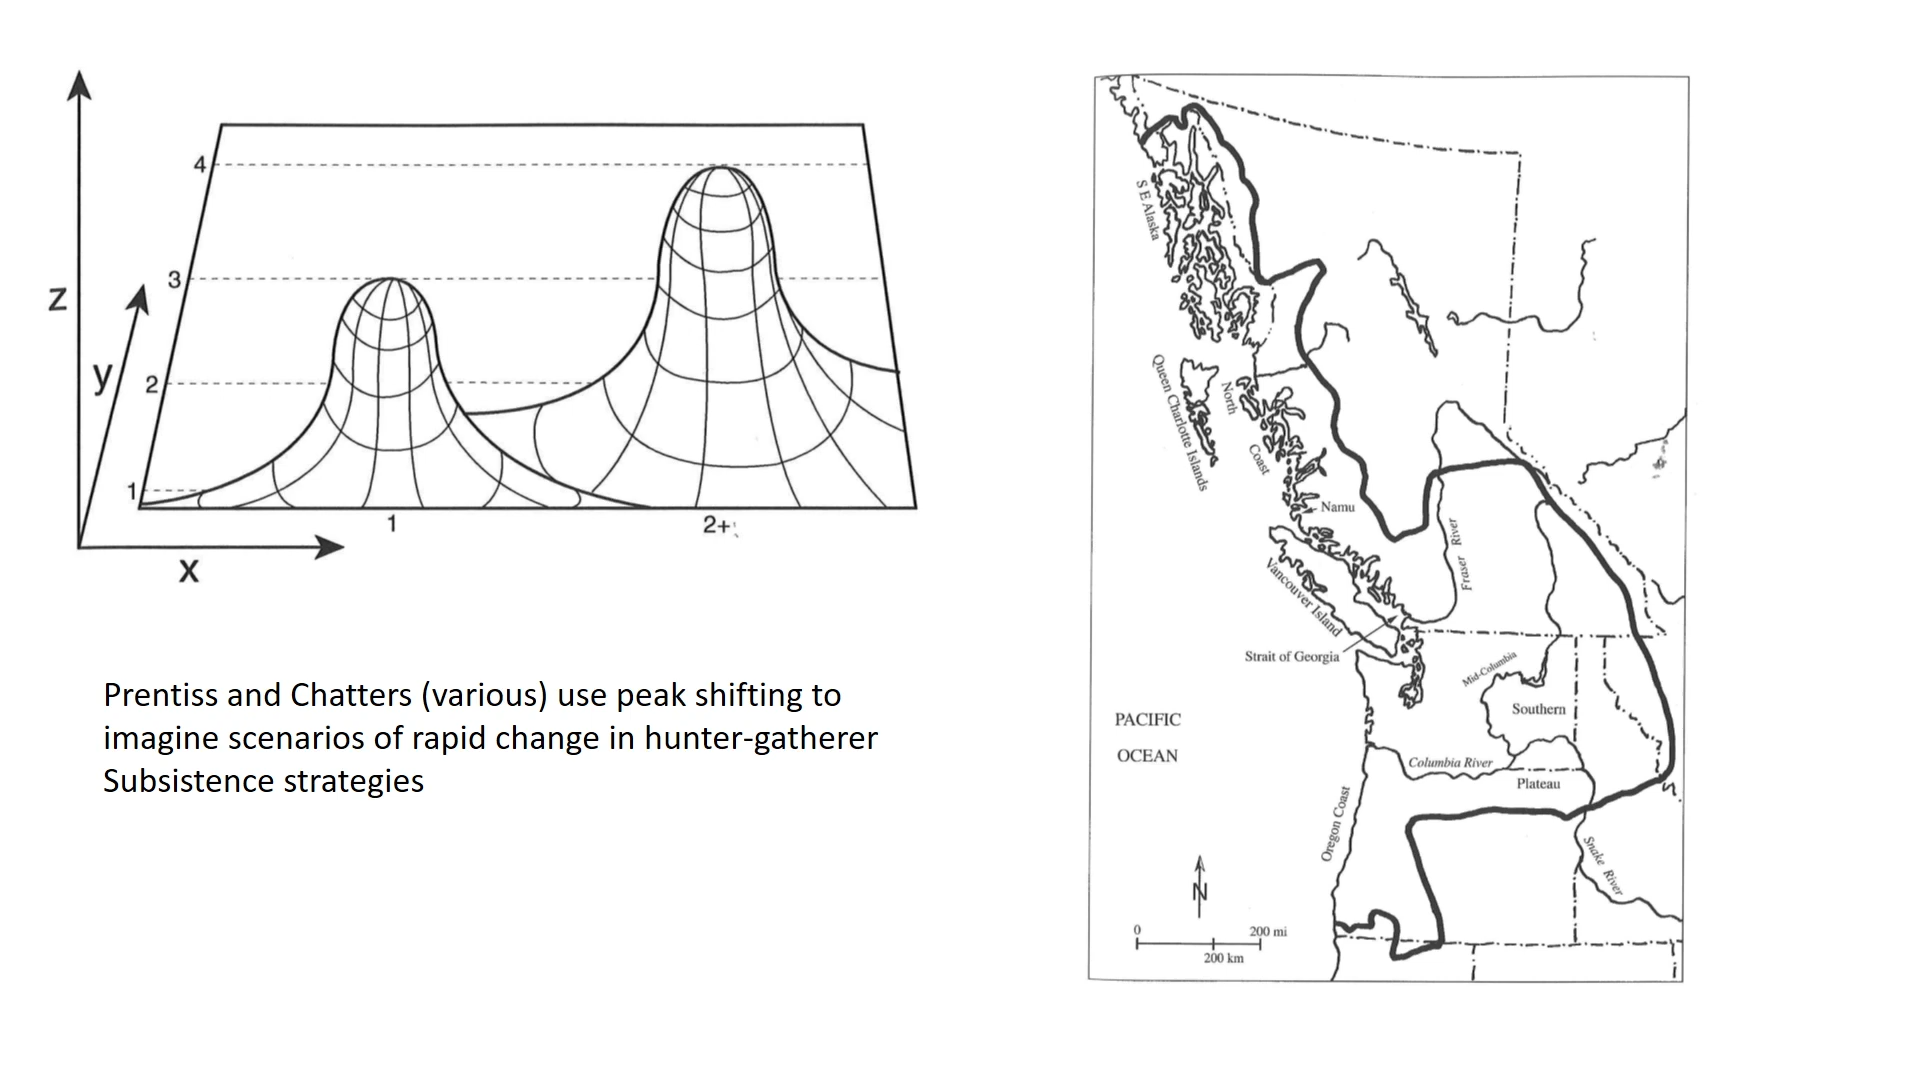 z
y
x
4
3
2
1
1
2+
Prentiss and Chatters (various) use peak shifting to
imagine scenarios of rapid change in hunter-gatherer
Subsistence strategies
S E Alaska
Queen Charlotte Islands
North
Coast
Namu
Fraser River
Vancouver Island
Strait of Georgia
Mid-Columbia
Southern
PACIFIC
OCEAN
Columbia River
Plateau
Oregon Coast
Snake River
N
0
200 mi
200 km